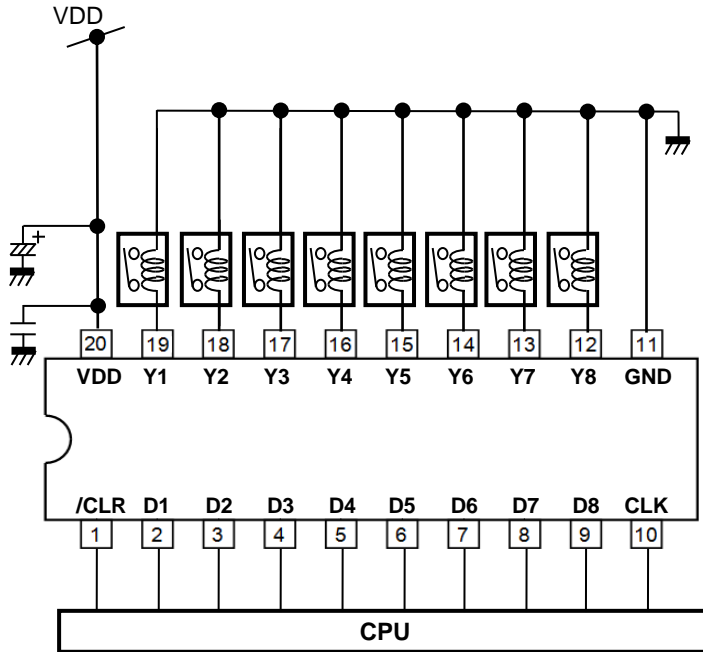 VDD
+
20 19 18 17 16 15 14 13 12 11
VDD Y1 Y2 Y3 Y4 Y5 Y6 Y7 Y8 GND
/CLR D1 D2 D3 D4 D5 D6 D7 D8 CLK
1 2 3 4 5 6 7 8 9 10
CPU